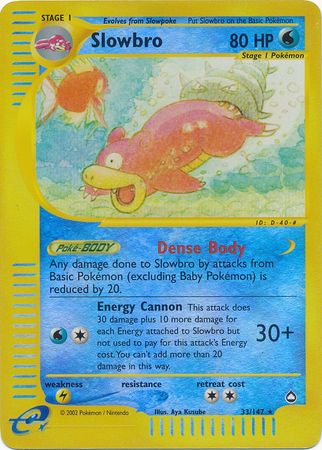 STAGE 1
Evolves from Slowpoke Put Slowbro on the Basic Pokémon
Slowbro 80 HP
Stage 1 Pokémon
ID: D-40-#
Poké-BODY Dense Body
Any damage done to Slowbro by attacks from
Basic Pokémon (excluding Baby Pokémon) is
reduced by 20.
Energy Cannon This attack does
30 damage plus 10 more damage for
each Energy attached to Slowbro but
not used to pay for this attack's Energy
cost. You can't add more than 20
damage in this way.
30+
weakness resistance retreat cost
e
© 2002 Pokémon / Nintendo Illus. Aya Kusube 33/147 ★